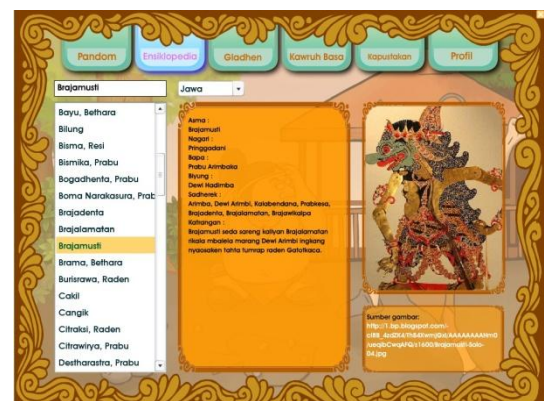 Pandom
Ensiklopedia
Gladhen
Kawruh Basa
Kapustakan
Profil
Brajamusti
Jawa
Bayu, Bethara
Bilung
Bisma, Resi
Bismika, Prabu
Bogadhenta, Prabu
Boma Narakasura, Prab
Brajadenta
Brajalamatan
Brajamusti
Brama, Bethara
Burisrawa, Raden
Cakil
Cangik
Citraksi, Raden
Citrawirya, Prabu
Destharastra, Prabu
Asma :
Brajamusti
Nagari :
Pringgadani
Bapa :
Prabu Arimbaka
Biyung :
Dewi Hadimba
Sadherek :
Arimba, Dewi Arimbi, Kalabendana, Prabkesa,
Brajadenta, Brajalamatan, Brajawikalpa
Katrangan :
Brajamusti seda sareng kaliyan Brajalamatan
rikala mbalela marang Dewi Arimbi ingkang
nyaosaken tahta tumrap raden Gatotkaca.
Sumber gambar:
04.jpg